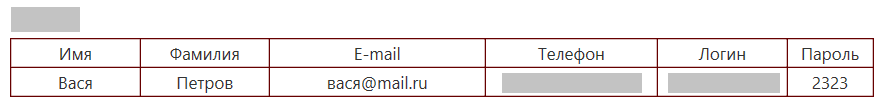 Имя Фамилия E-mail Телефон Логин Пароль
Вася Петров вася@mail.ru 2323